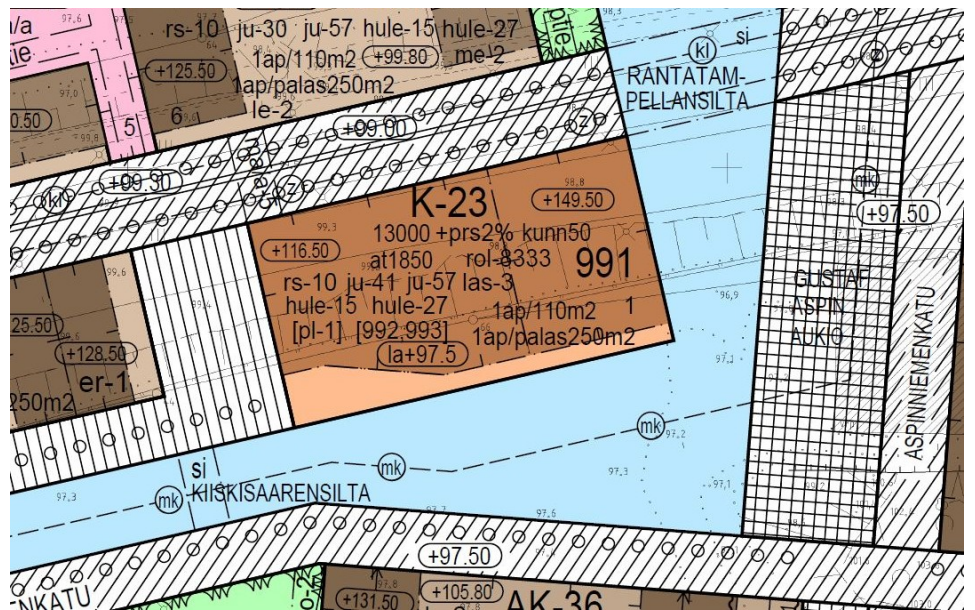 rs-10 ju-30 ju-57 hule-15 hule-27
1ap/110m2 +99.80 me-2
1ap/palas250m2
le-2
+125.50
6
5
+99.00
+99.30
kl
z
z
kl
si
RANTATAM-
PELLANSILTA
z
mk
+97.50
K-23
+149.50
13000 +prs2% kunn50
+116.50
at1850 rol-8333 991
rs-10 ju-41 ju-57 las-3
hule-15 hule-27 1ap/110m2 1
[pl-1] [992,993] 1ap/palas250m2
la+97.5
GUSTAF
ASPIN
AUKIO
ASPINNIEMENKATU
25.50
+128.50
er-1
250m2
si
KIISKISAARENSILTA
mk
mk
mk
+97.50
+105.80
+131.50
AK-36
NKATU